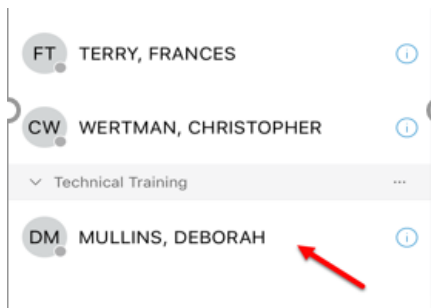 FT TERRY, FRANCES
CW WERTMAN, CHRISTOPHER
Technical Training ...
DM MULLINS, DEBORAH